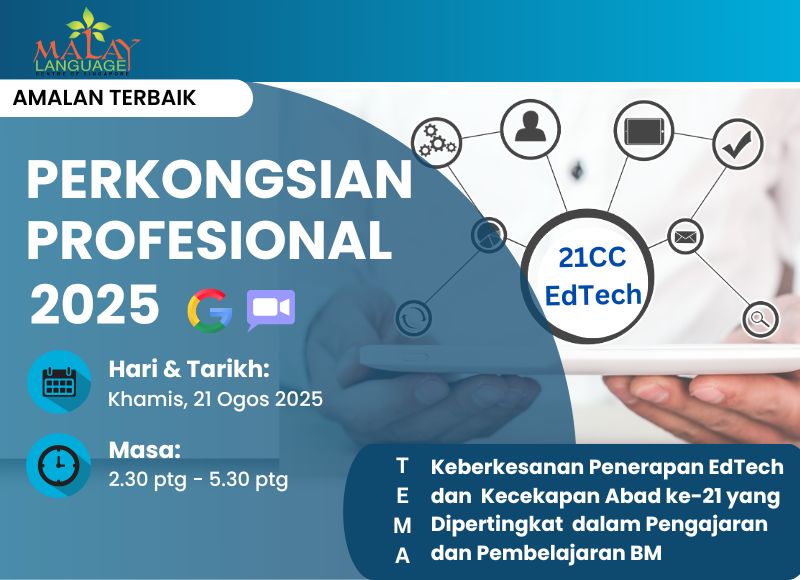 MALAY
LANGUAGE
CENTRE OF SINGAPORE
AMALAN TERBAIK
PERKONGSIAN
PROFESIONAL
2025
21CC
EdTech
Hari & Tarikh:
Khamis, 21 Ogos 2025
Masa:
2.30 ptg - 5.30 ptg
TEMA
Keberkesanan Penerapan EdTech
dan Kecekapan Abad ke-21 yang
Dipertingkat dalam Pengajaran
dan Pembelajaran BM